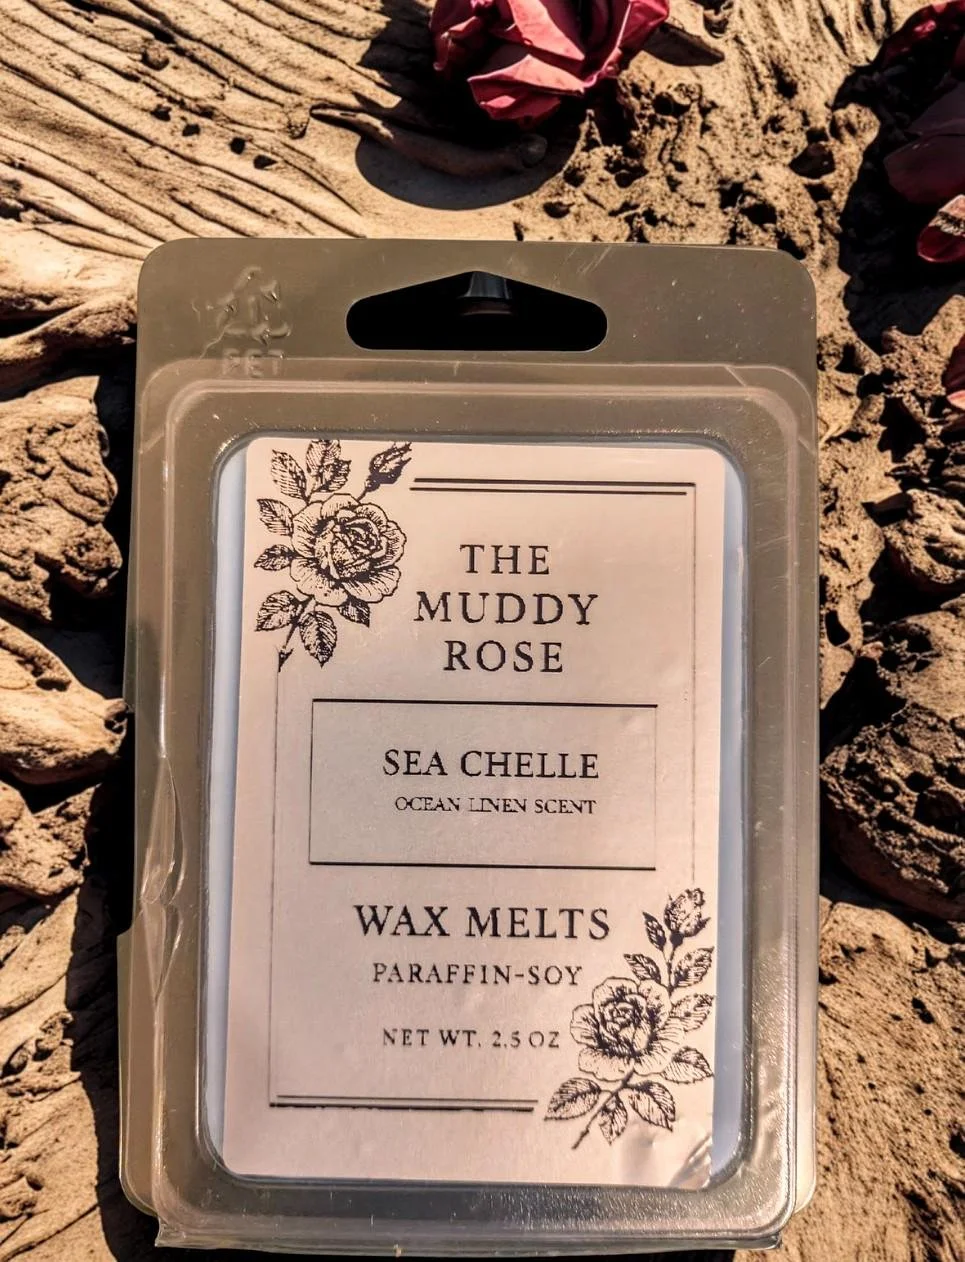 PET
THE
MUDDY
ROSE
SEA CHELLE
OCEAN LINEN SCENT
WAX MELTS
PARAFFIN-SOY
NET WT. 2.5 OZ